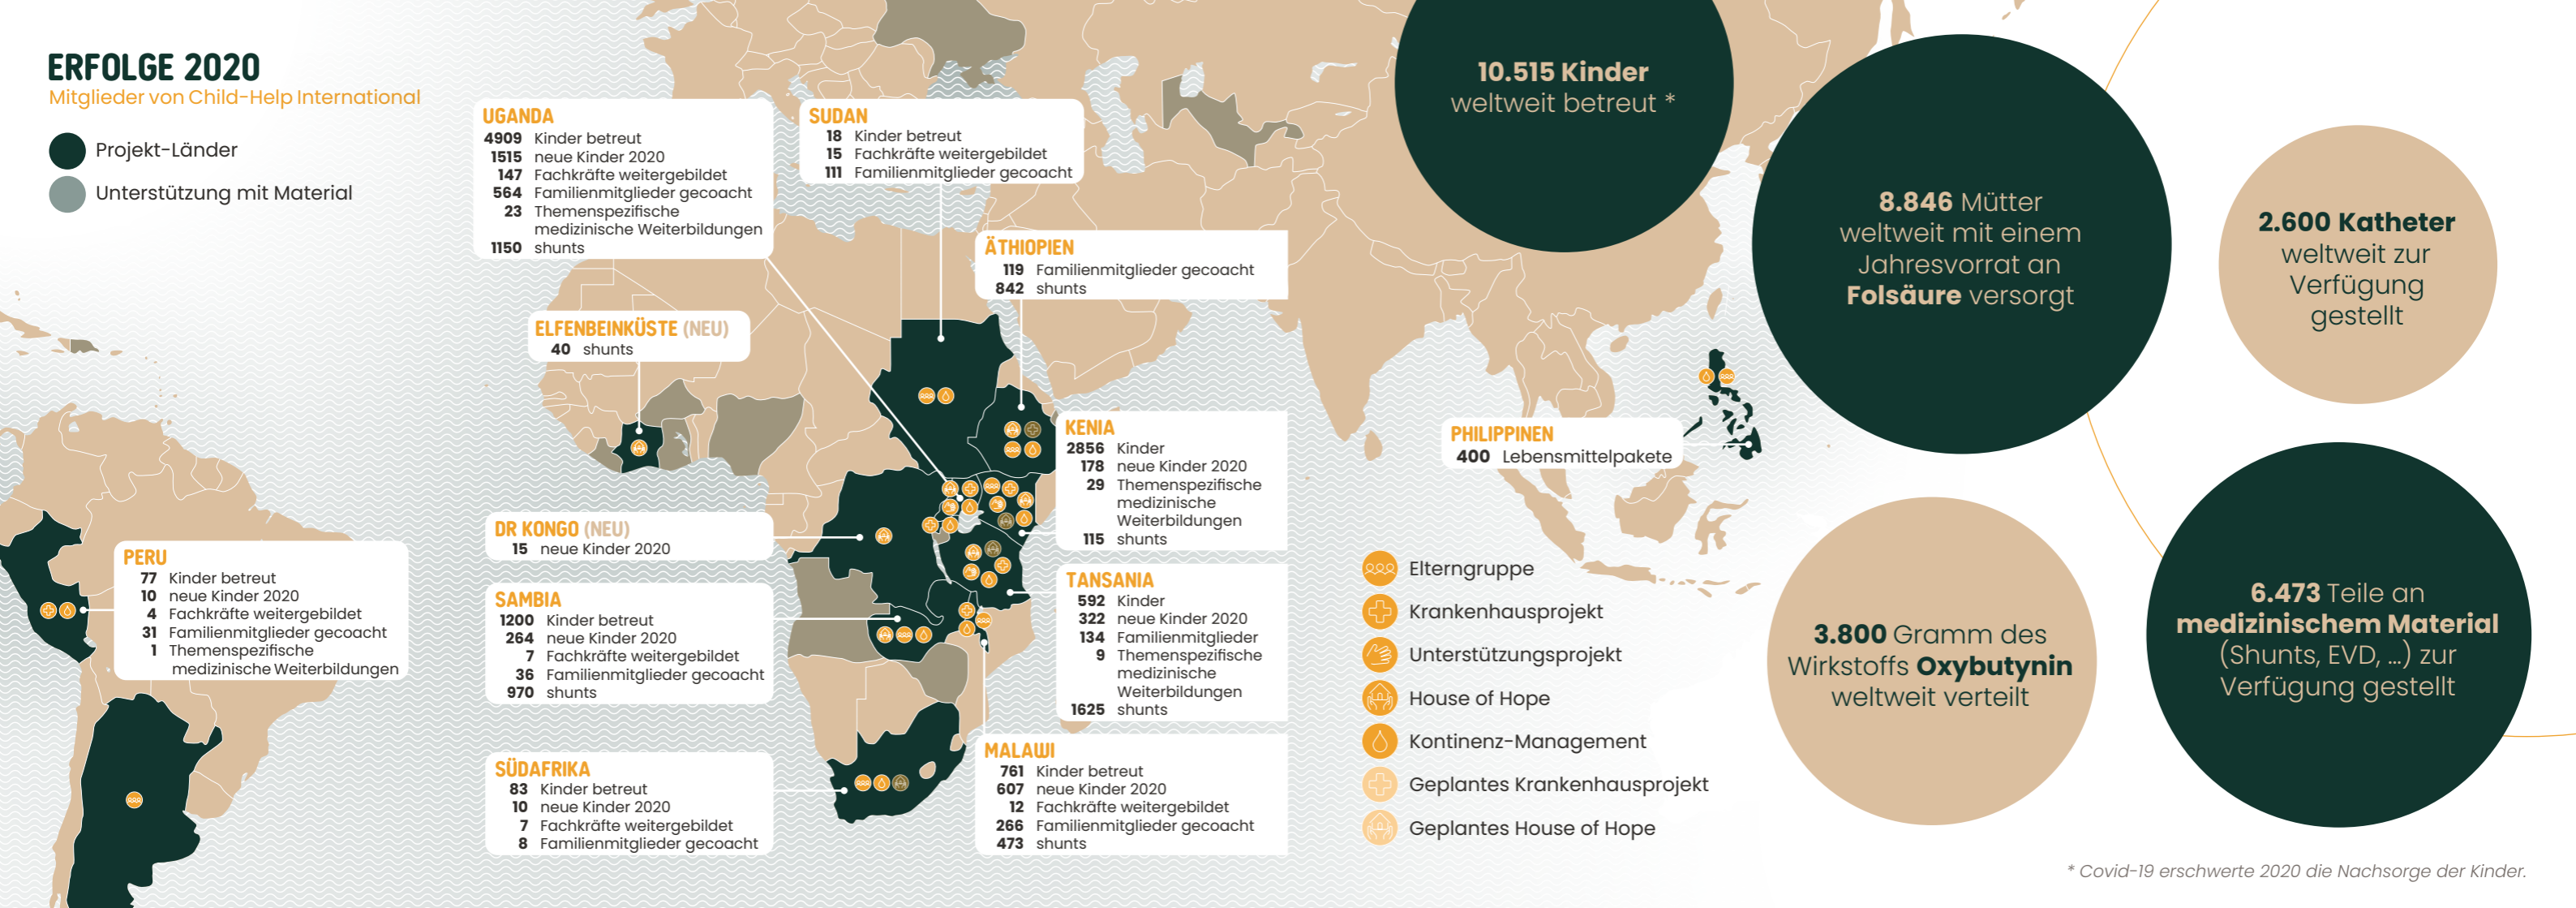 ERFOLGE 2020
Mitglieder von Child-Help International
Projekt-Länder
Unterstützung mit Material
UGANDA
4909 Kinder betreut
1515 neue Kinder 2020
147 Fachkräfte weitergebildet
564 Familienmitglieder gecoacht
23 Themenspezifische
medizinische Weiterbildungen
1150 shunts
SUDAN
18 Kinder betreut
15 Fachkräfte weitergebildet
111 Familienmitglieder gecoacht
ÄTHIOPIEN
119 Familienmitglieder gecoacht
842 shunts
ELFENBEINKÜSTE (NEU)
40 shunts
KENIA
2856 Kinder
178 neue Kinder 2020
29 Themenspezifische
medizinische
Weiterbildungen
115 shunts
DR KONGO (NEU)
15 neue Kinder 2020
PERU
77 Kinder betreut
10 neue Kinder 2020
4 Fachkräfte weitergebildet
31 Familienmitglieder gecoacht
1 Themenspezifische
medizinische Weiterbildungen
SAMBIA
1200 Kinder betreut
264 neue Kinder 2020
7 Fachkräfte weitergebildet
36 Familienmitglieder gecoacht
970 shunts
TANSANIA
592 Kinder
322 neue Kinder 2020
134 Familienmitglieder
9 Themenspezifische
medizinische
Weiterbildungen
1625 shunts
SÜDAFRIKA
83 Kinder betreut
10 neue Kinder 2020
7 Fachkräfte weitergebildet
8 Familienmitglieder gecoacht
MALAWI
761 Kinder betreut
607 neue Kinder 2020
12 Fachkräfte weitergebildet
266 Familienmitglieder gecoacht
473 shunts
PHILIPPINEN
400 Lebensmittelpakete
Elterngruppe
Krankenhausprojekt
Unterstützungsprojekt
House of Hope
Kontinenz-Management
Geplantes Krankenhausprojekt
Geplantes House of Hope
10.515 Kinder
weltweit betreut *
8.846 Mütter
weltweit mit einem
Jahresvorrat an
Folsäure versorgt
2.600 Katheter
weltweit zur
Verfügung
gestellt
3.800 Gramm des
Wirkstoffs Oxybutynin
weltweit verteilt
6.473 Teile an
medizinischem Material
(Shunts, EVD, ...) zur
Verfügung gestellt
* Covid-19 erschwerte 2020 die Nachsorge der Kinder.